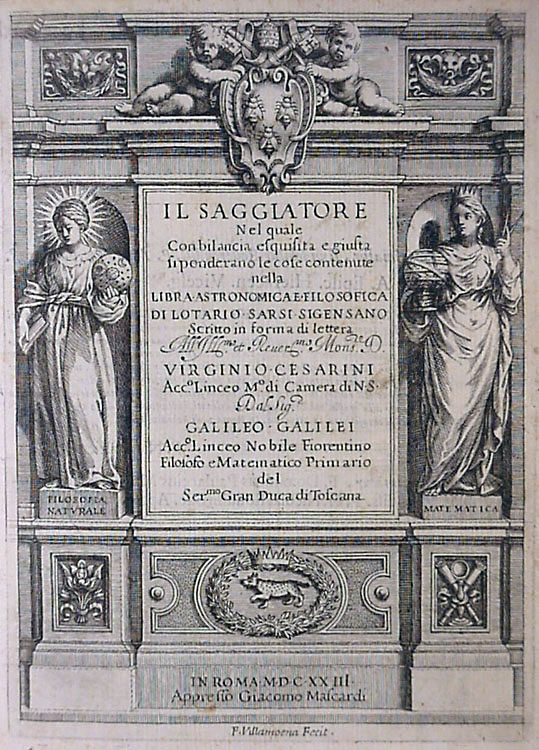 IL SAGGIATORE
Nel quale
Con bilancia esquisita e giusta
si ponderano le cose contenute
nella
LIBRA ASTRONOMICA E FILOSOFICA
DI LOTARIO SARSI SIGENSANO
Scritto in forma di lettera
All' Ill.mo et Reuer.mo Mons.re D.
VIRGINIO CESARINI
Acc.o Linceo M.o di Camera di N.S.
Dal Sig.
GALILEO GALILEI
Acc.o Linceo Nobile Fiorentino
Filosofo e Matematico Primario
del
Ser.mo Gran Duca di Toscana.
FILOSOFIA
NATVRALE
MATEMATICA
IN ROMA·M·D·C·XXIII·
Appresso Giacomo Mascardi
F. Villamoena Fecit.